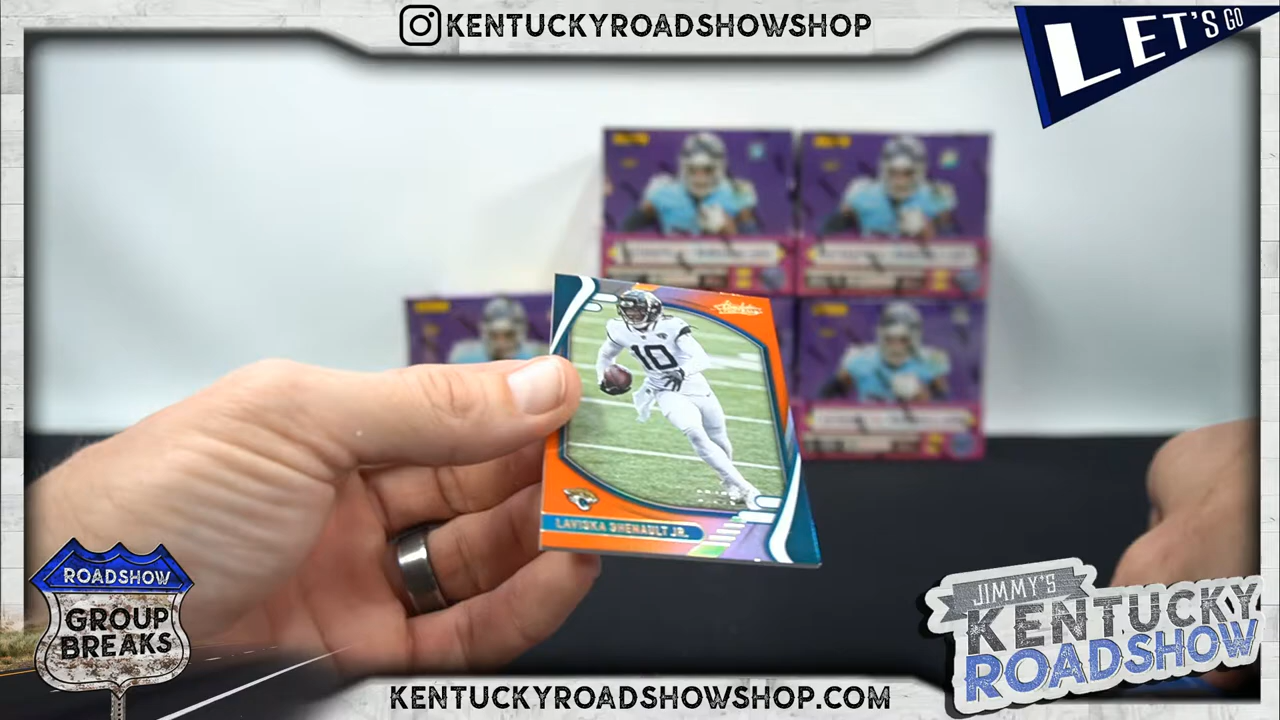 KENTUCKYROADSHOWSHOP
LET'S GO
10
LAVISKA SHENAULT JR.
ROADSHOW
GROUP
BREAKS
JIMMY'S
KENTUCKY
ROADSHOW
KENTUCKYROADSHOWSHOP.COM